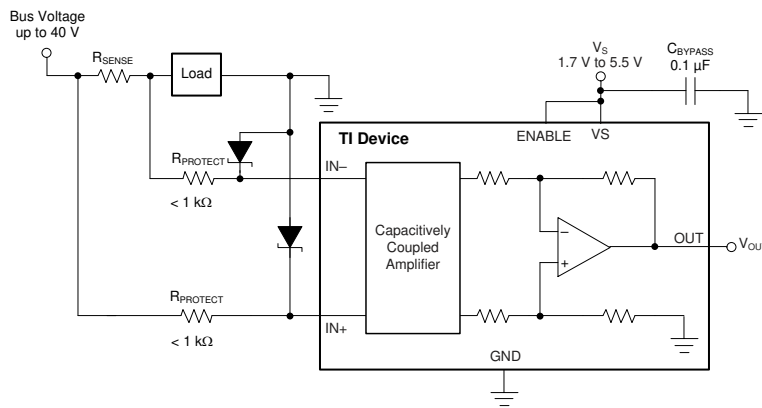 Bus Voltage
up to 40 V
RSENSE
Load
VS
1.7 V to 5.5 V
CBYPASS
0.1 µF
ENABLE
VS
TI Device
RPROTECT
< 1 kΩ
IN–
Capacitively
Coupled
Amplifier
–
+
OUT
VOU
RPROTECT
< 1 kΩ
IN+
GND